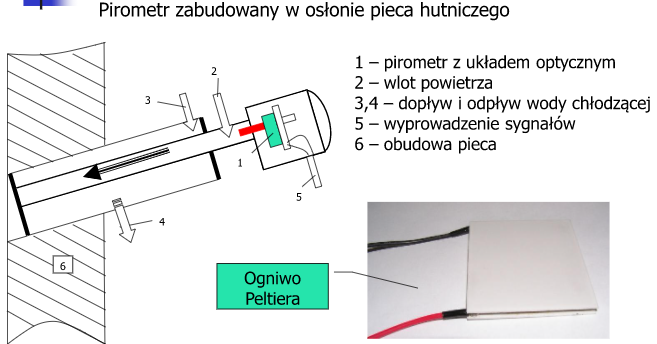 Pirometr zabudowany w osłonie pieca hutniczego
1 – pirometr z układem optycznym
2 – wlot powietrza
3,4 – dopływ i odpływ wody chłodzącej
5 – wyprowadzenie sygnałów
6 – obudowa pieca
2
3
1
5
4
6
Ogniwo
Peltiera